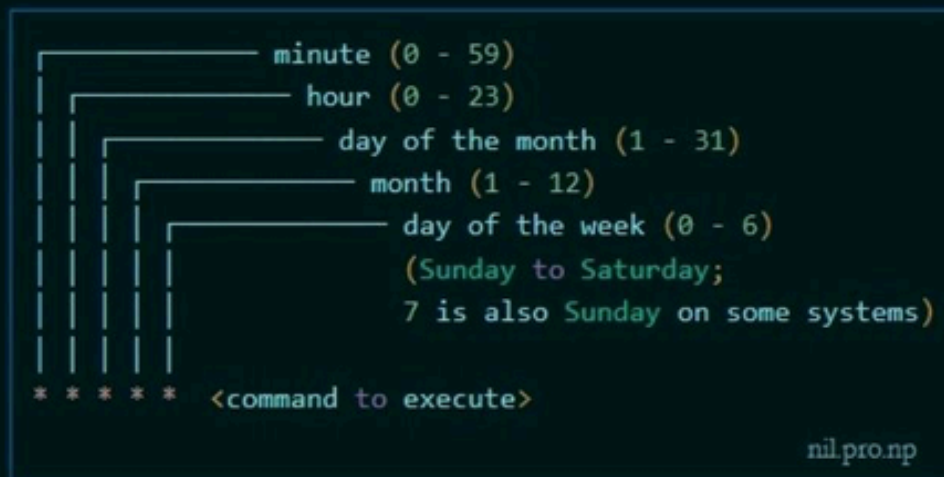 minute (0 - 59)
hour (0 - 23)
day of the month (1 - 31)
month (1 - 12)
day of the week (0 - 6)
(Sunday to Saturday;
7 is also Sunday on some systems)
* * * * * <command to execute>
nil.pro.np